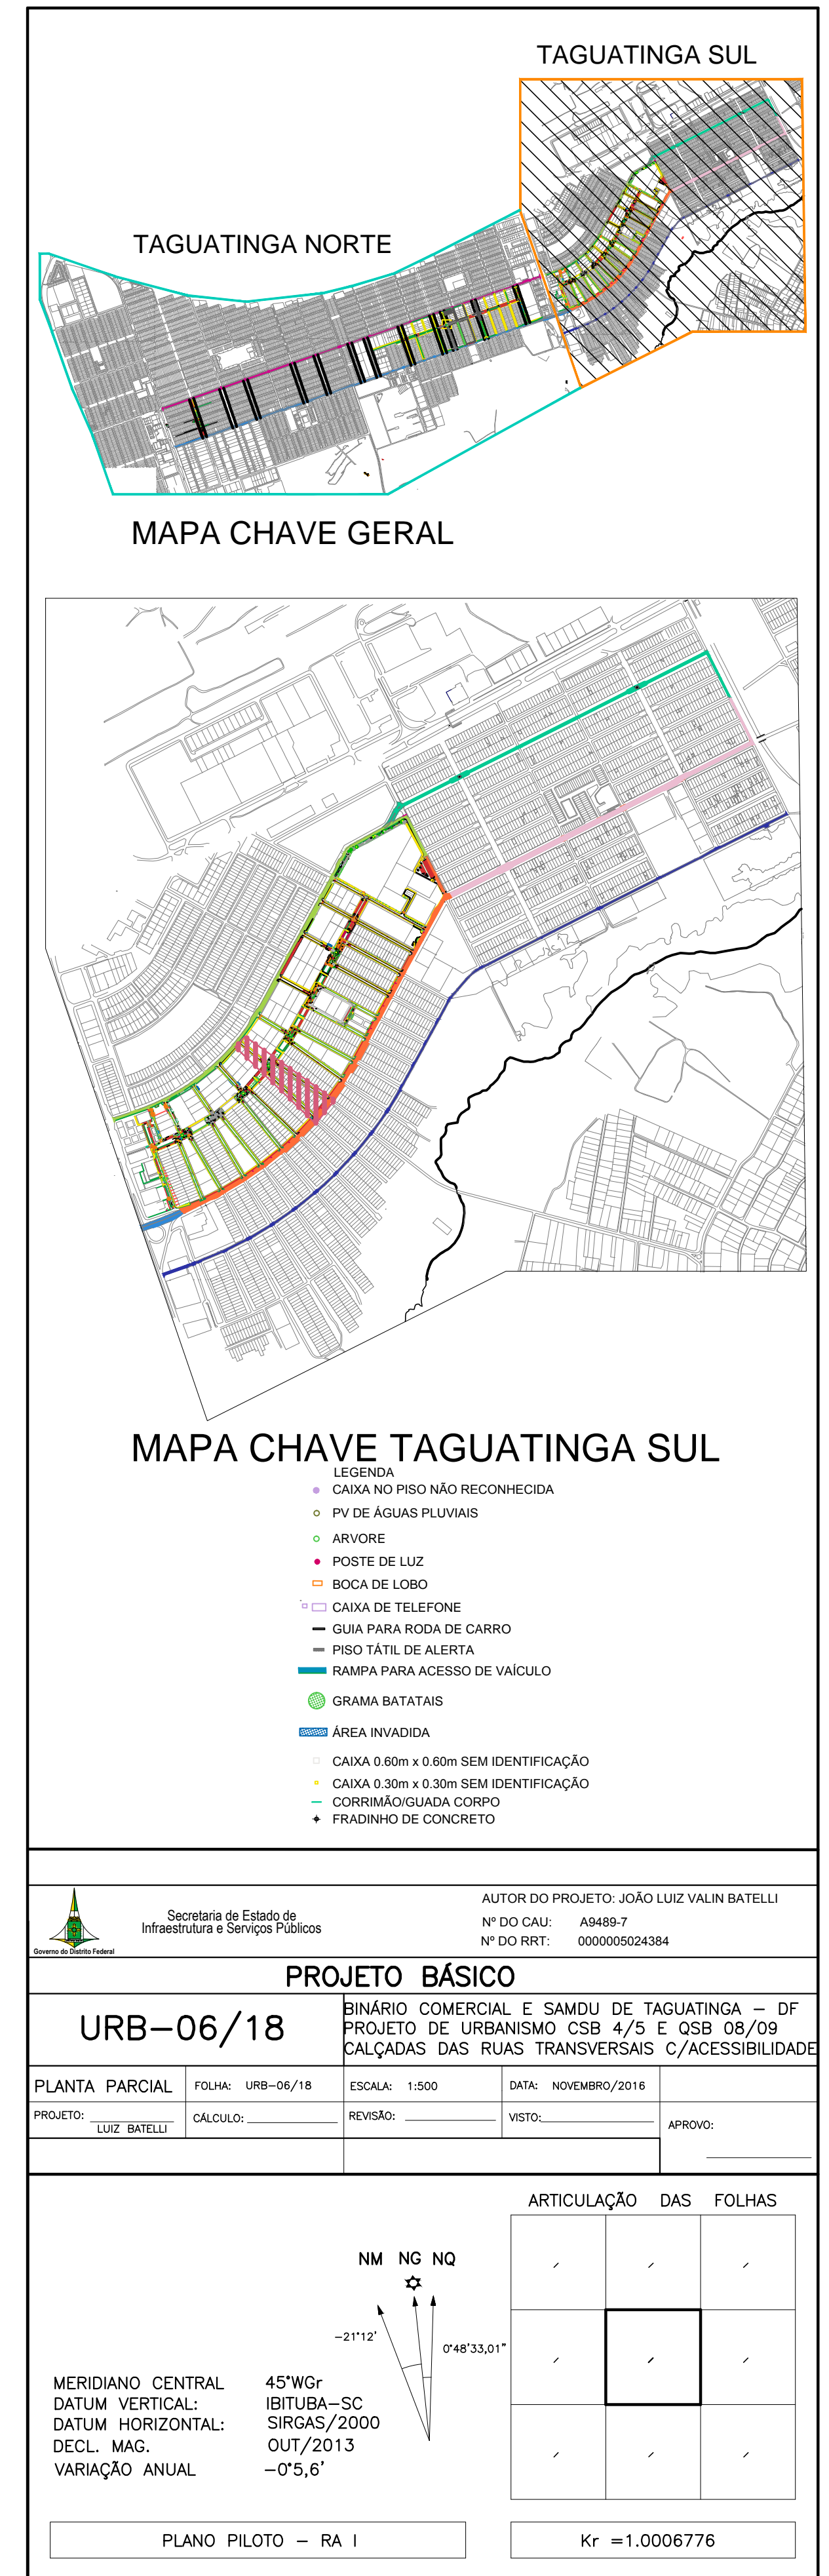 TAGUATINGA SUL
TAGUATINGA NORTE
MAPA CHAVE GERAL
MAPA CHAVE TAGUATINGA SUL
LEGENDA
CAIXA NO PISO NÃO RECONHECIDA
PV DE ÁGUAS PLUVIAIS
ARVORE
POSTE DE LUZ
BOCA DE LOBO
CAIXA DE TELEFONE
GUIA PARA RODA DE CARRO
PISO TÁTIL DE ALERTA
RAMPA PARA ACESSO DE VAÍCULO
GRAMA BATATAIS
ÁREA INVADIDA
CAIXA 0.60m x 0.60m SEM IDENTIFICAÇÃO
CAIXA 0.30m x 0.30m SEM IDENTIFICAÇÃO
CORRIMÃO/GUADA CORPO
FRADINHO DE CONCRETO
Governo do Distrito Federal
Secretaria de Estado de
Infraestrutura e Serviços Públicos
AUTOR DO PROJETO: JOÃO LUIZ VALIN BATELLI
Nº DO CAU: A9489-7
Nº DO RRT: 0000005024384
PROJETO BÁSICO
URB-06/18
BINÁRIO COMERCIAL E SAMDU DE TAGUATINGA - DF
PROJETO DE URBANISMO CSB 4/5 E QSB 08/09
CALÇADAS DAS RUAS TRANSVERSAIS C/ACESSIBILIDADE
PLANTA PARCIAL
FOLHA: URB-06/18
ESCALA: 1:500
DATA: NOVEMBRO/2016
PROJETO:
LUIZ BATELLI
CÁLCULO:
REVISÃO:
VISTO:
APROVO:
ARTICULAÇÃO DAS FOLHAS
NM NG NQ
-21°12'
0°48'33,01"
MERIDIANO CENTRAL 45°WGr
DATUM VERTICAL: IBITUBA-SC
DATUM HORIZONTAL: SIRGAS/2000
DECL. MAG. OUT/2013
VARIAÇÃO ANUAL -0°5,6'
PLANO PILOTO - RA I
Kr =1.0006776